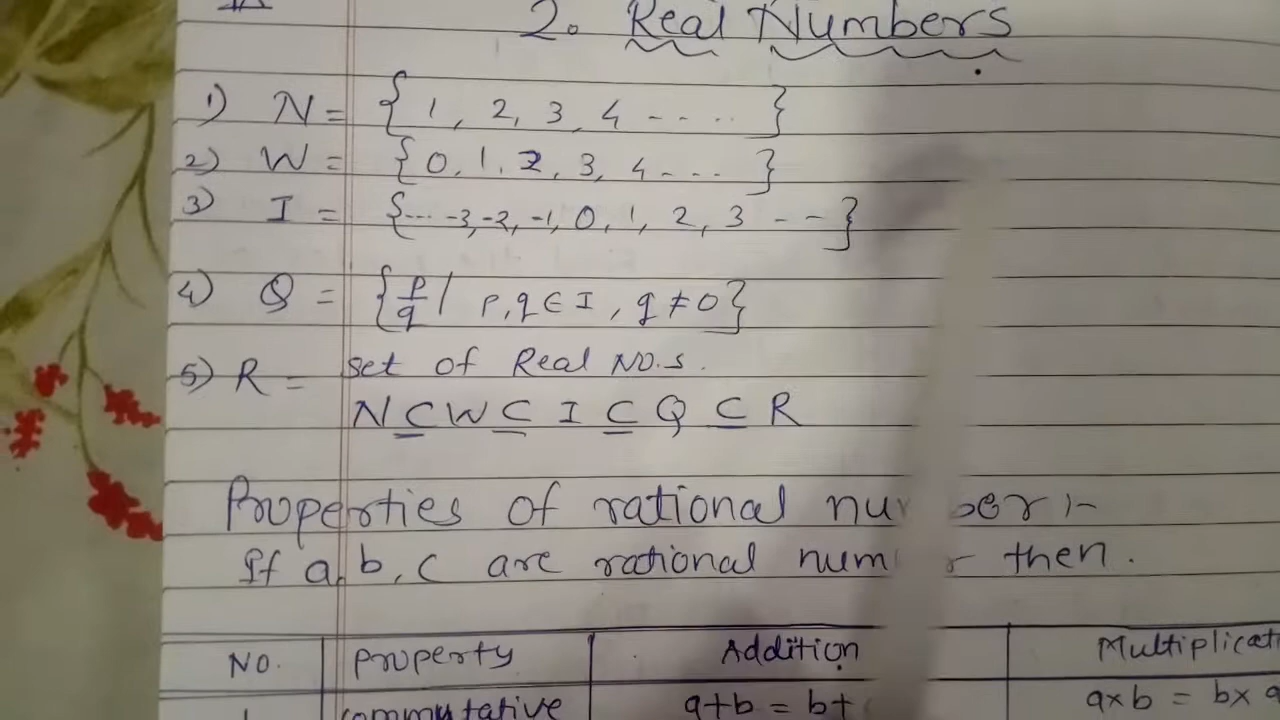 2. Real Numbers
1) N = { 1, 2, 3, 4 - - . . }
2) W = { 0, 1, 2, 3, 4 - . . . }
3) I = {... -3, -2, -1, 0, 1, 2, 3 - - }
4) Q = { p/q / p, q ∈ I, q ≠ 0 }
5) R = set of Real NO.s.
N ⊆ W ⊆ I ⊆ Q ⊆ R
Properties of rational :-
If a, b, c are rational then.
NO. property Addition
commutative a+b = b+ a×b = b×